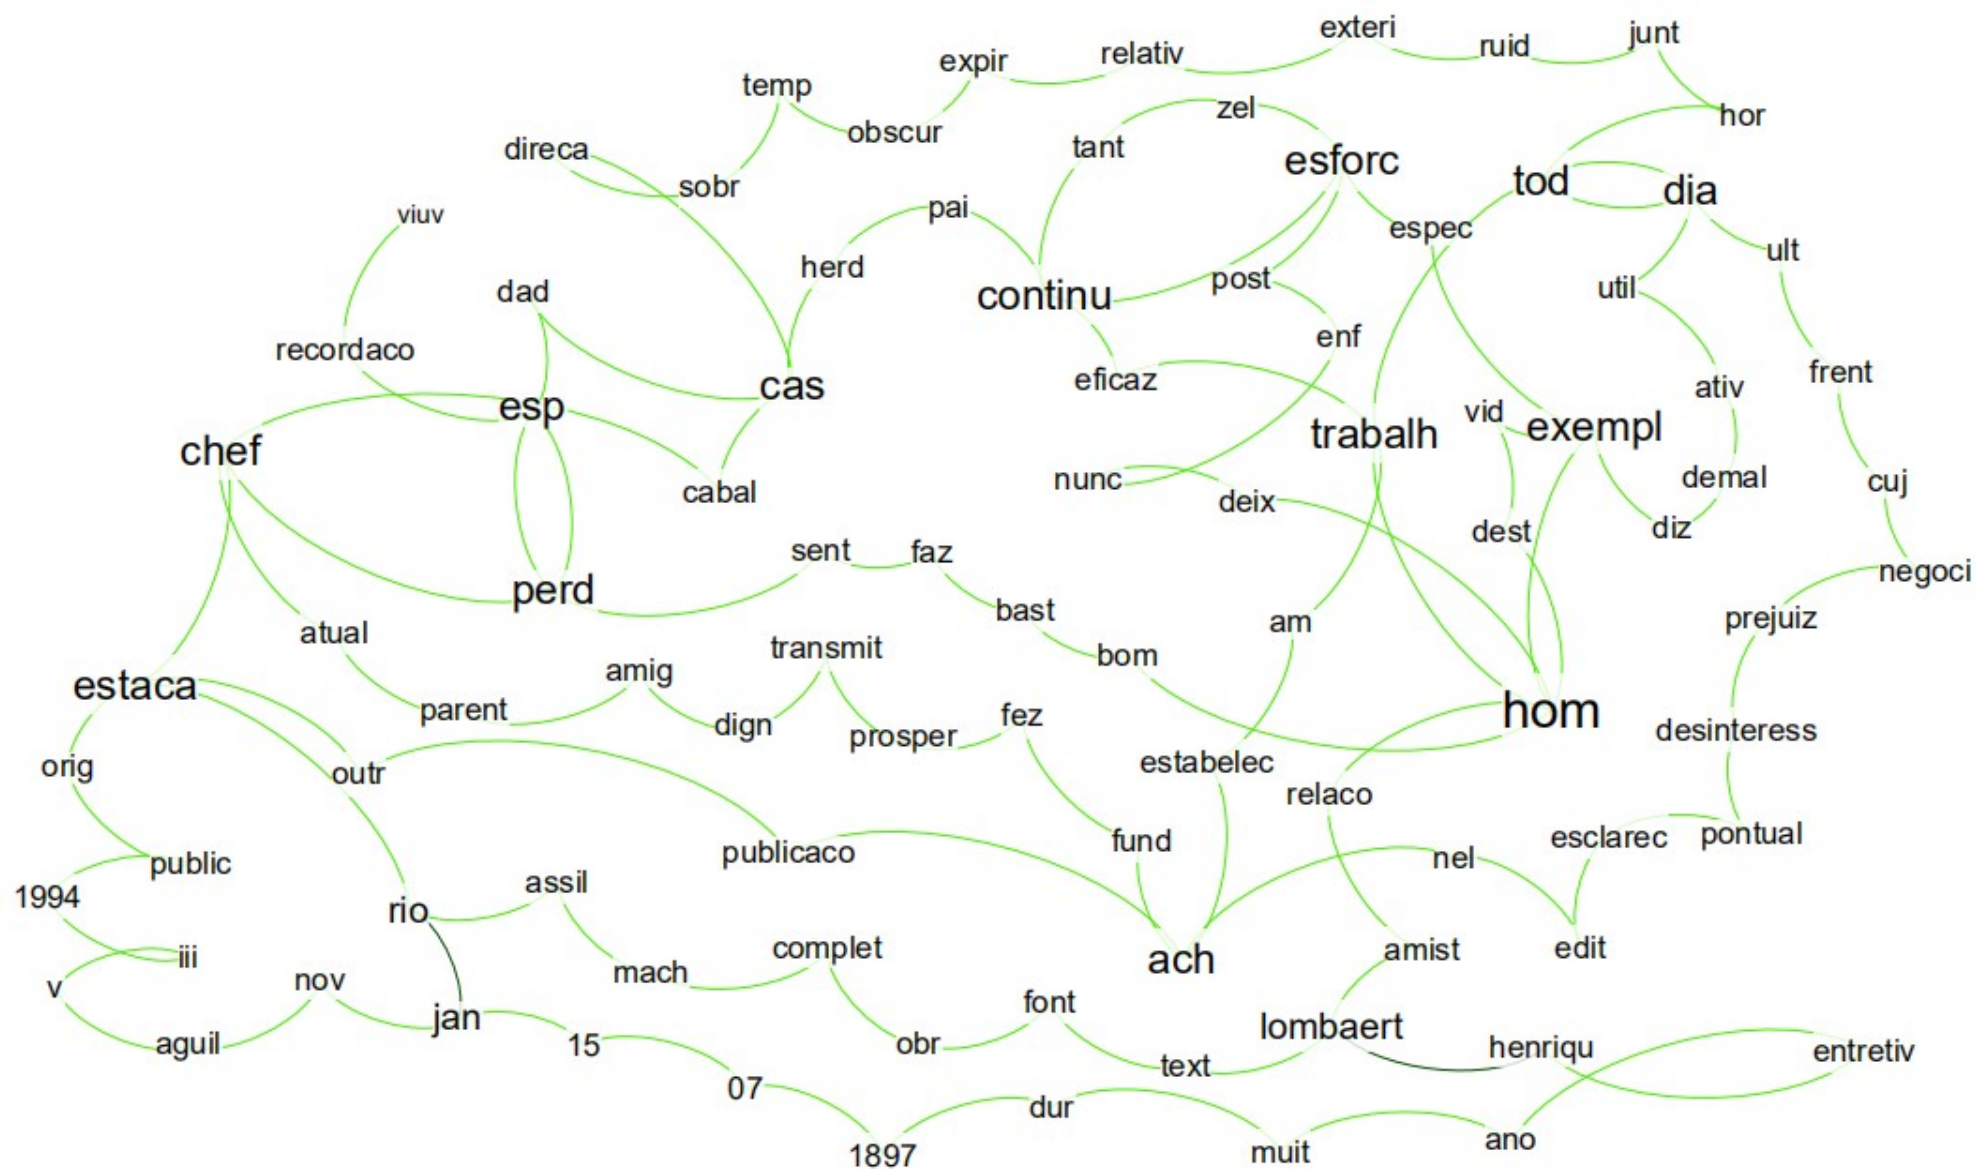 exteri
junt
ruid
relativ
expir
temp
zel
hor
obscur
tant
direca
esforc
tod
dia
sobr
pai
viuv
espec
ult
herd
post
util
dad
continu
enf
recordaco
frent
eficaz
cas
ativ
esp
vid
exempl
trabalh
chef
demal
nunc
cuj
cabal
deix
diz
dest
sent
faz
negoci
perd
bast
prejuiz
am
atual
transmit
bom
amig
estaca
parent
hom
fez
dign
desinteress
prosper
estabelec
orig
outr
relaco
pontual
esclarec
fund
publicaco
nel
public
assil
1994
rio
complet
edit
amist
iii
ach
mach
nov
v
font
jan
lombaert
aguil
15
obr
henriqu
entretiv
text
07
dur
ano
muit
1897